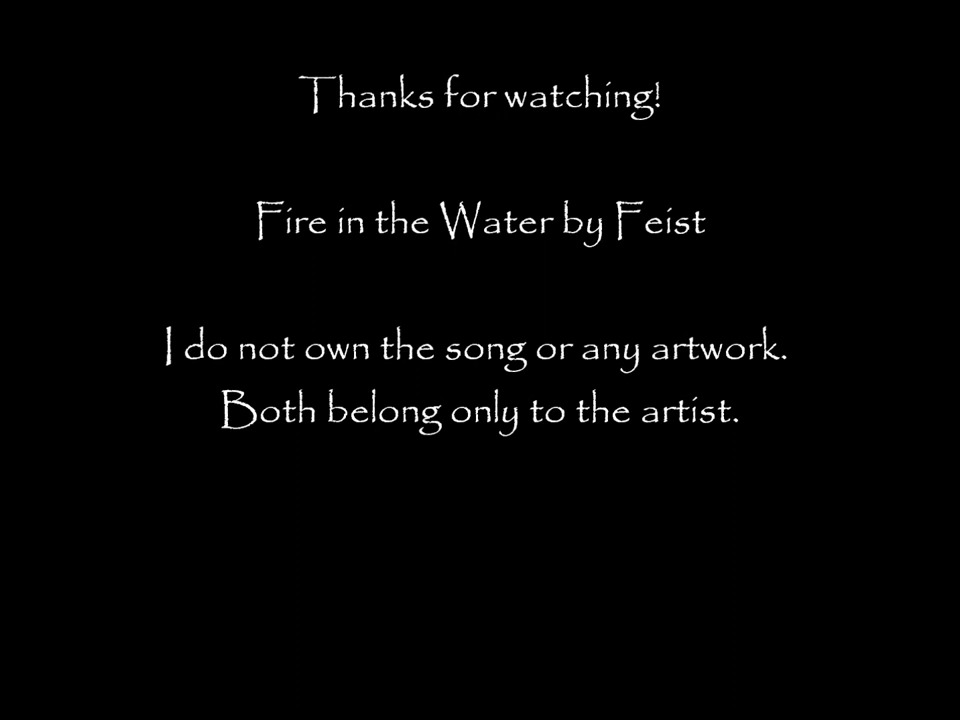 Thanks for watching!
Fire in the Water by Feist
I do not own the song or any artwork.
Both belong only to the artist.